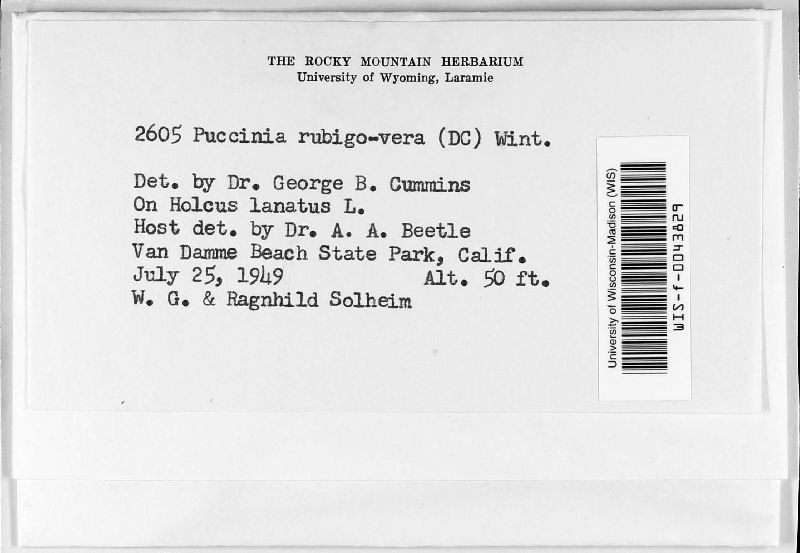 THE ROCKY MOUNTAIN HERBARIUM
University of Wyoming, Laramie
2605 Puccinia rubigo-vera (DC) Wint.
Det. by Dr. George B. Cummins
On Holcus lanatus L.
Host det. by Dr. A. A. Beetle
Van Damme Beach State Park, Calif.
July 25, 1949 Alt. 50 ft.
W. G. & Ragnhild Solheim
University of Wisconsin-Madison (WIS)
WIS-f-0043829